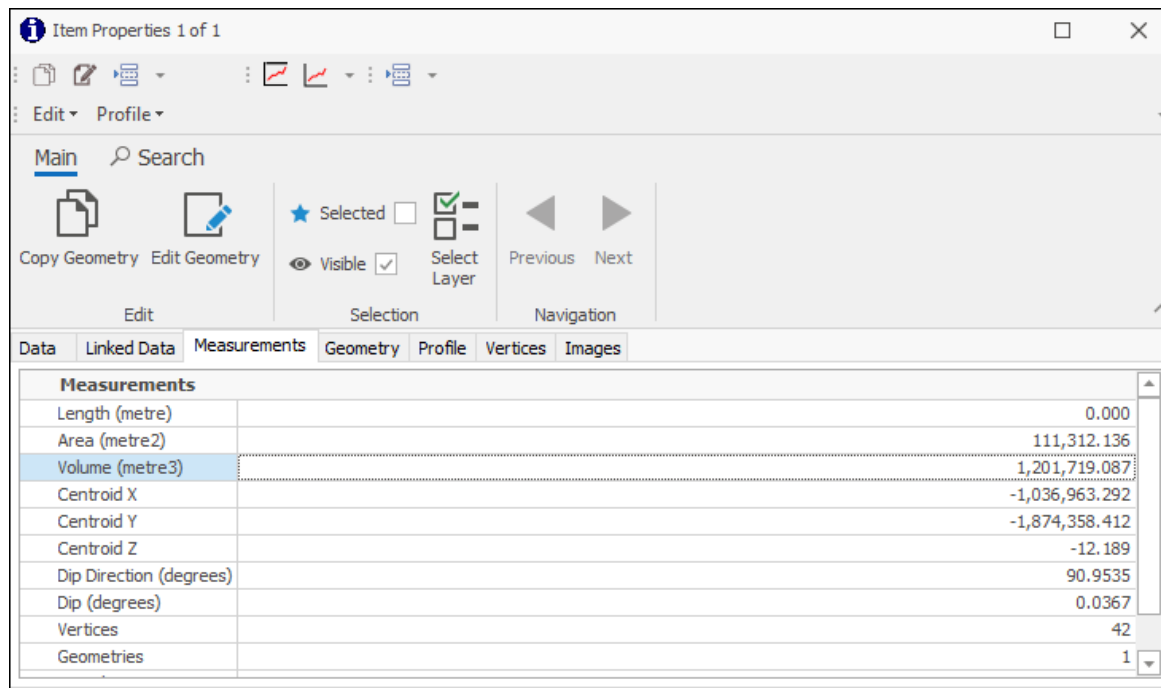 Item Properties 1 of 1
Edit Profile
Main Search
Copy Geometry Edit Geometry
Selected
Visible
Select
Layer
Previous Next
Edit Selection Navigation
Data Linked Data Measurements Geometry Profile Vertices Images
Measurements
Length (metre) 0.000
Area (metre2) 111,312.136
Volume (metre3) 1,201,719.087
Centroid X -1,036,963.292
Centroid Y -1,874,358.412
Centroid Z -12.189
Dip Direction (degrees) 90.9535
Dip (degrees) 0.0367
Vertices 42
Geometries 1